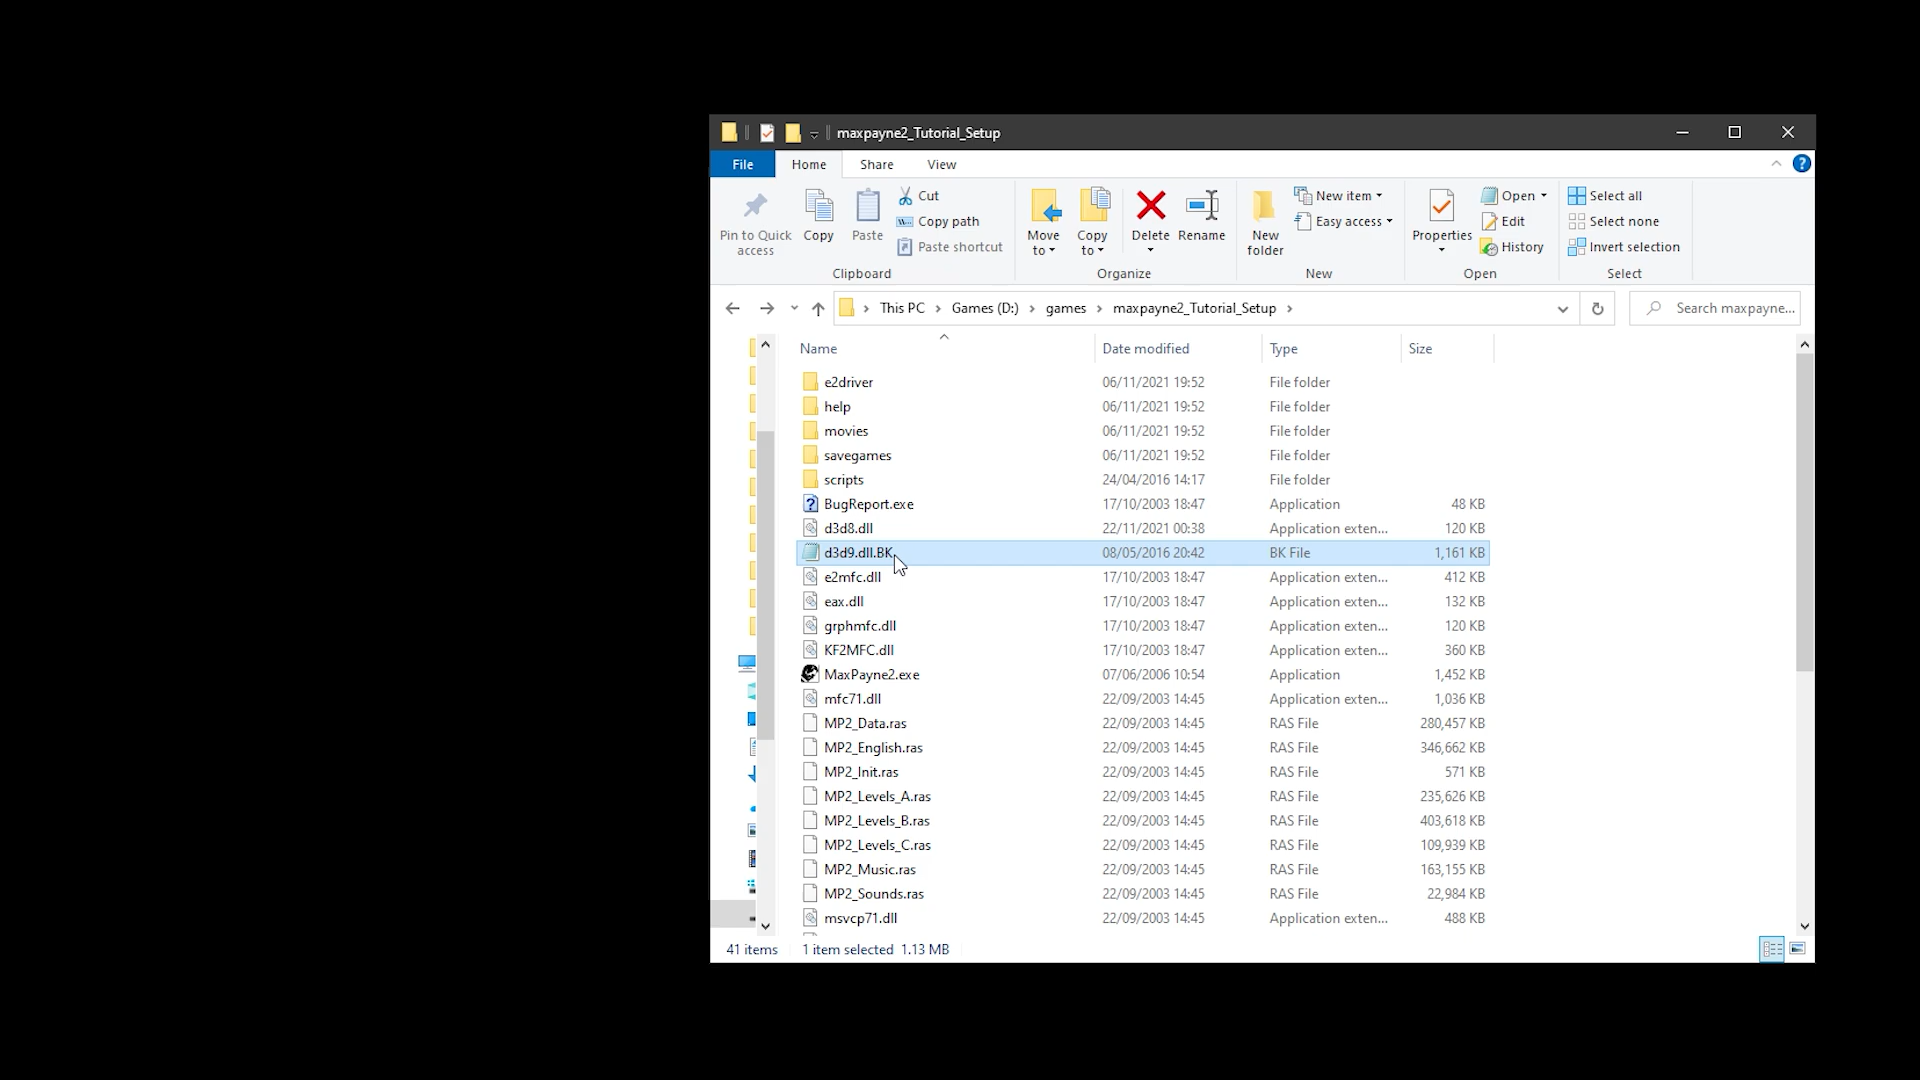 maxpayne2_Tutorial_Setup
File Home Share View
Pin to Quick access
Copy
Paste
Cut
Copy path
Paste shortcut
Clipboard
Move to
Copy to
Delete
Rename
Organize
New folder
New item
Easy access
New
Properties
Open
Edit
History
Open
Select all
Select none
Invert selection
Select
This PC > Games (D:) > games > maxpayne2_Tutorial_Setup >
Search maxpayne...
Name Date modified Type Size
e2driver 06/11/2021 19:52 File folder
help 06/11/2021 19:52 File folder
movies 06/11/2021 19:52 File folder
savegames 06/11/2021 19:52 File folder
scripts 24/04/2016 14:17 File folder
BugReport.exe 17/10/2003 18:47 Application 48 KB
d3d8.dll 22/11/2021 00:38 Application exten... 120 KB
d3d9.dll.BK 08/05/2016 20:42 BK File 1,161 KB
e2mfc.dll 17/10/2003 18:47 Application exten... 412 KB
eax.dll 17/10/2003 18:47 Application exten... 132 KB
grphmfc.dll 17/10/2003 18:47 Application exten... 120 KB
KF2MFC.dll 17/10/2003 18:47 Application exten... 360 KB
MaxPayne2.exe 07/06/2006 10:54 Application 1,452 KB
mfc71.dll 22/09/2003 14:45 Application exten... 1,036 KB
MP2_Data.ras 22/09/2003 14:45 RAS File 280,457 KB
MP2_English.ras 22/09/2003 14:45 RAS File 346,662 KB
MP2_Init.ras 22/09/2003 14:45 RAS File 571 KB
MP2_Levels_A.ras 22/09/2003 14:45 RAS File 235,626 KB
MP2_Levels_B.ras 22/09/2003 14:45 RAS File 403,618 KB
MP2_Levels_C.ras 22/09/2003 14:45 RAS File 109,939 KB
MP2_Music.ras 22/09/2003 14:45 RAS File 163,155 KB
MP2_Sounds.ras 22/09/2003 14:45 RAS File 22,984 KB
msvcp71.dll 22/09/2003 14:45 Application exten... 488 KB
41 items 1 item selected 1.13 MB